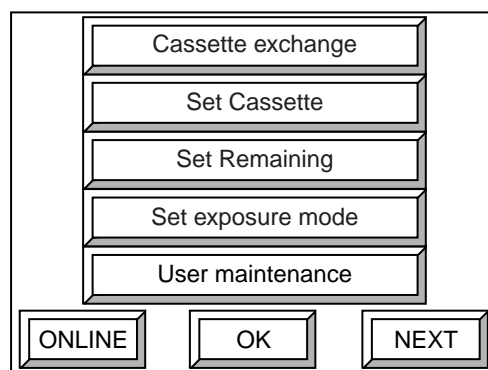 Cassette exchange
Set Cassette
Set Remaining
Set exposure mode
User maintenance
ONLINE OK NEXT